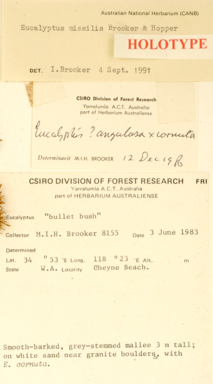 Australian National Herbarium (CANB)
Eucalyptus missilis Brooker & Hopper
HOLOTYPE
DET. I.Brooker 4 Sept. 1991
CSIRO Division of Forest Research
Yarralumla A.C.T. Australia
part of Herbarium Australiense
Eucalyptus ? angulosa x cornuta
Determinavit M.I.H. BROOKER 12 Dec 19
CSIRO DIVISION OF FOREST RESEARCH FRI
Yarralumla A.C.T. Australia
part of HERBARIUM AUSTRALIENSE
Eucalyptus "bullet bush"
Collector M.I.H. Brooker 8155 Date 3 June 1983
Determined
Lat. 34 ° 53 'S Long. 118 ° 23 'E Alt. m
State W.A. Locality Cheyne Beach.
Smooth-barked, grey-stemmed mallee 3 m tall;
on white sand near granite boulders, with
E. cornuta.